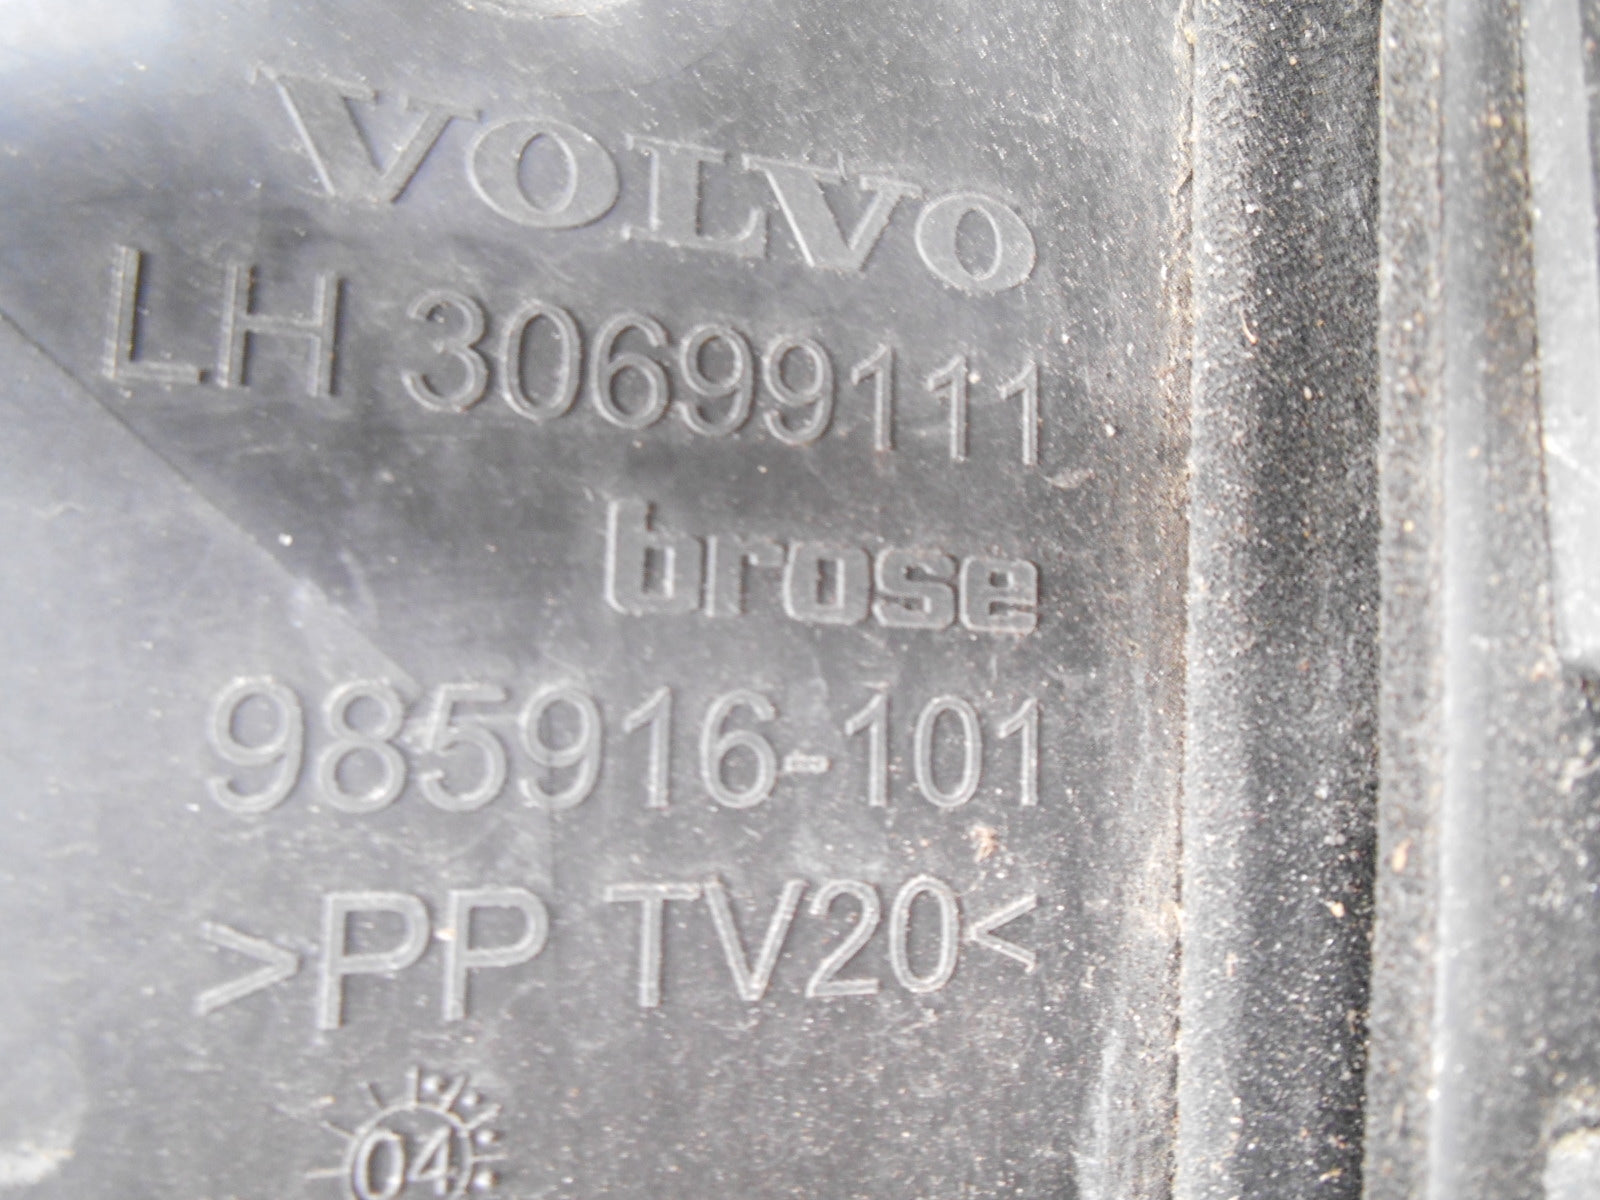 VOLVO
LH 30699111
brose
985916-101
>PP TV20<
04